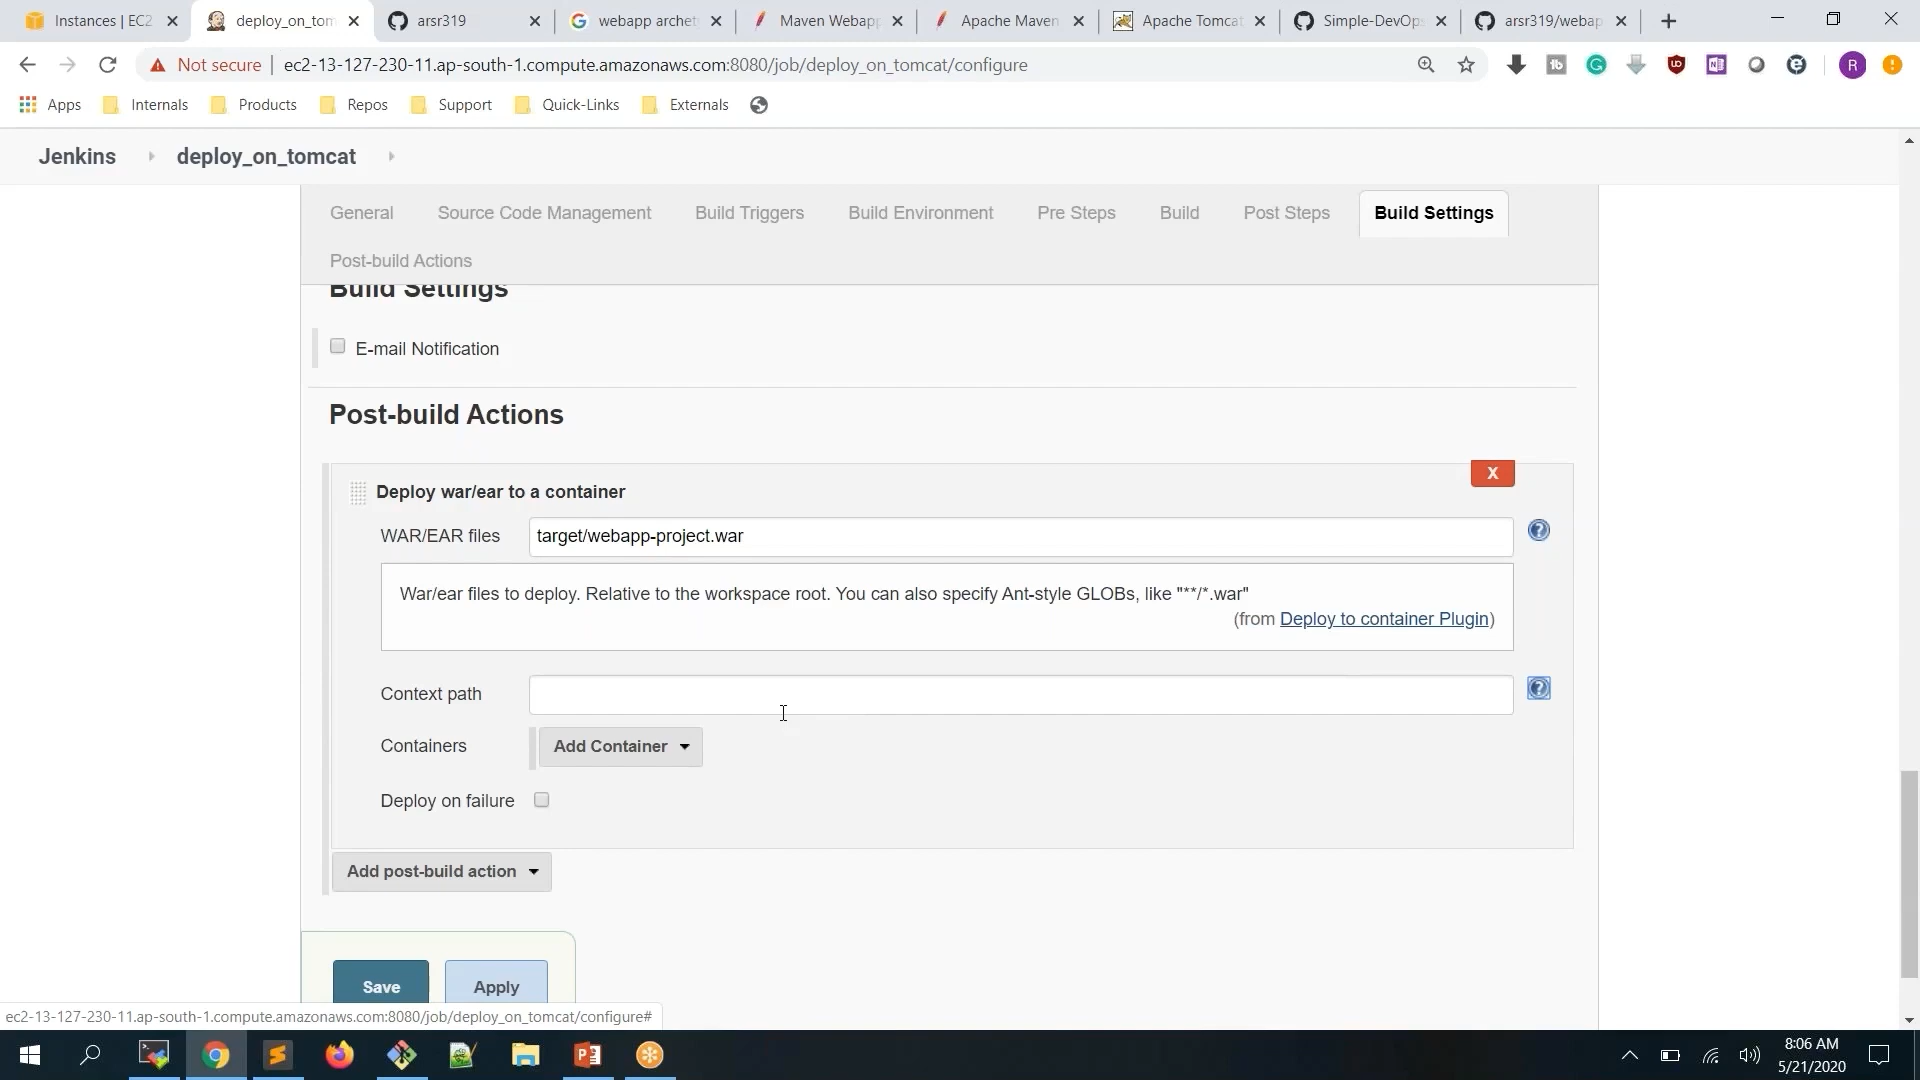 Instances | EC2
deploy_on_tom
arsr319
webapp archet
Maven Webapp
Apache Maven
Apache Tomcat
Simple-DevOps
arsr319/webap
Not secure | ec2-13-127-230-11.ap-south-1.compute.amazonaws.com:8080/job/deploy_on_tomcat/configure
R
Apps Internals Products Repos Support Quick-Links Externals
Jenkins deploy_on_tomcat
General Source Code Management Build Triggers Build Environment Pre Steps Build Post Steps Build Settings
Post-build Actions
Build Settings
E-mail Notification
Post-build Actions
X
Deploy war/ear to a container
WAR/EAR files target/webapp-project.war
War/ear files to deploy. Relative to the workspace root. You can also specify Ant-style GLOBs, like "**/*.war"
(from Deploy to container Plugin)
Context path
Containers Add Container
Deploy on failure
Add post-build action
Save Apply
ec2-13-127-230-11.ap-south-1.compute.amazonaws.com:8080/job/deploy_on_tomcat/configure#
8:06 AM
5/21/2020